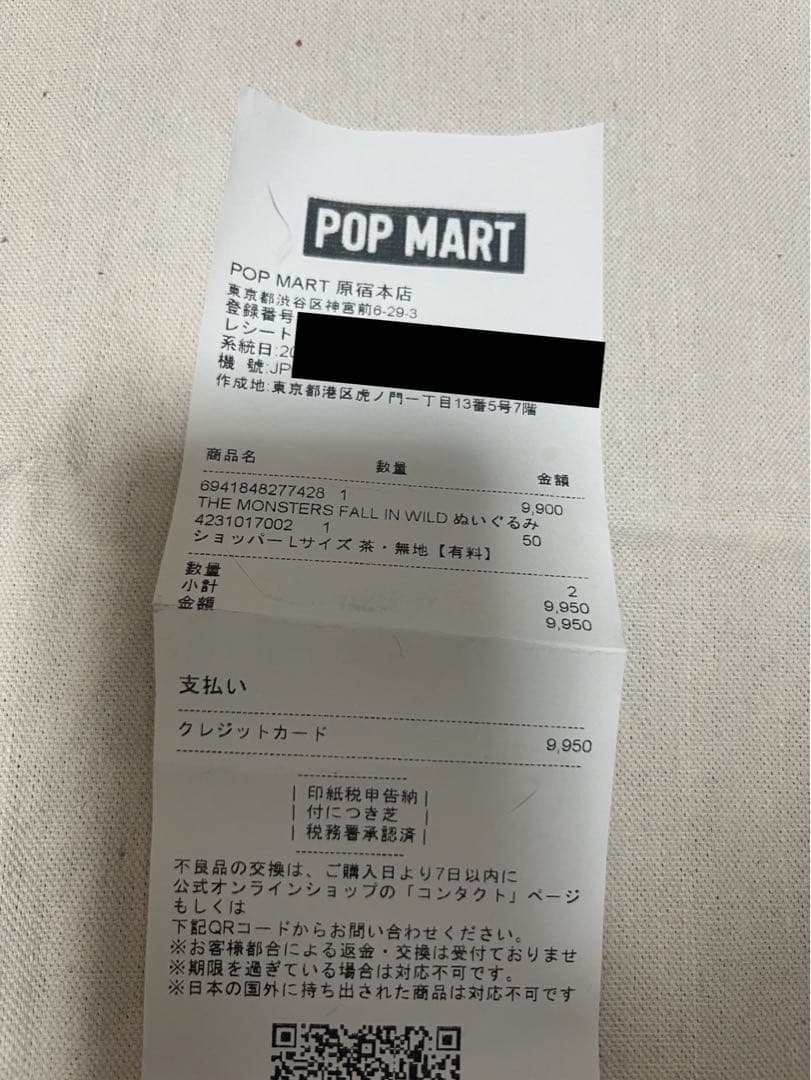 POP MART
POP MART 原宿本店
東京都渋谷区神宮前6-29-3
登録番号
レシート
系統日:20
機 號:JP
作成地:東京都港区虎ノ門一丁目13番5号7階
商品名 数量 金額
6941848277428 1 9,900
THE MONSTERS FALL IN WILD ぬいぐるみ
4231017002 1 50
ショッパー Lサイズ 茶・無地【有料】
数量 2
小計 9,950
金額 9,950
支払い
クレジットカード 9,950
| 印紙税申告納 |
| 付につき芝 |
| 税務署承認済 |
不良品の交換は、ご購入日より7日以内に
公式オンラインショップの「コンタクト」ページ
もしくは
下記QRコードからお問い合わせください。
※お客様都合による返金・交換は受付ておりませ
※期限を過ぎている場合は対応不可です。
※日本の国外に持ち出された商品は対応不可です